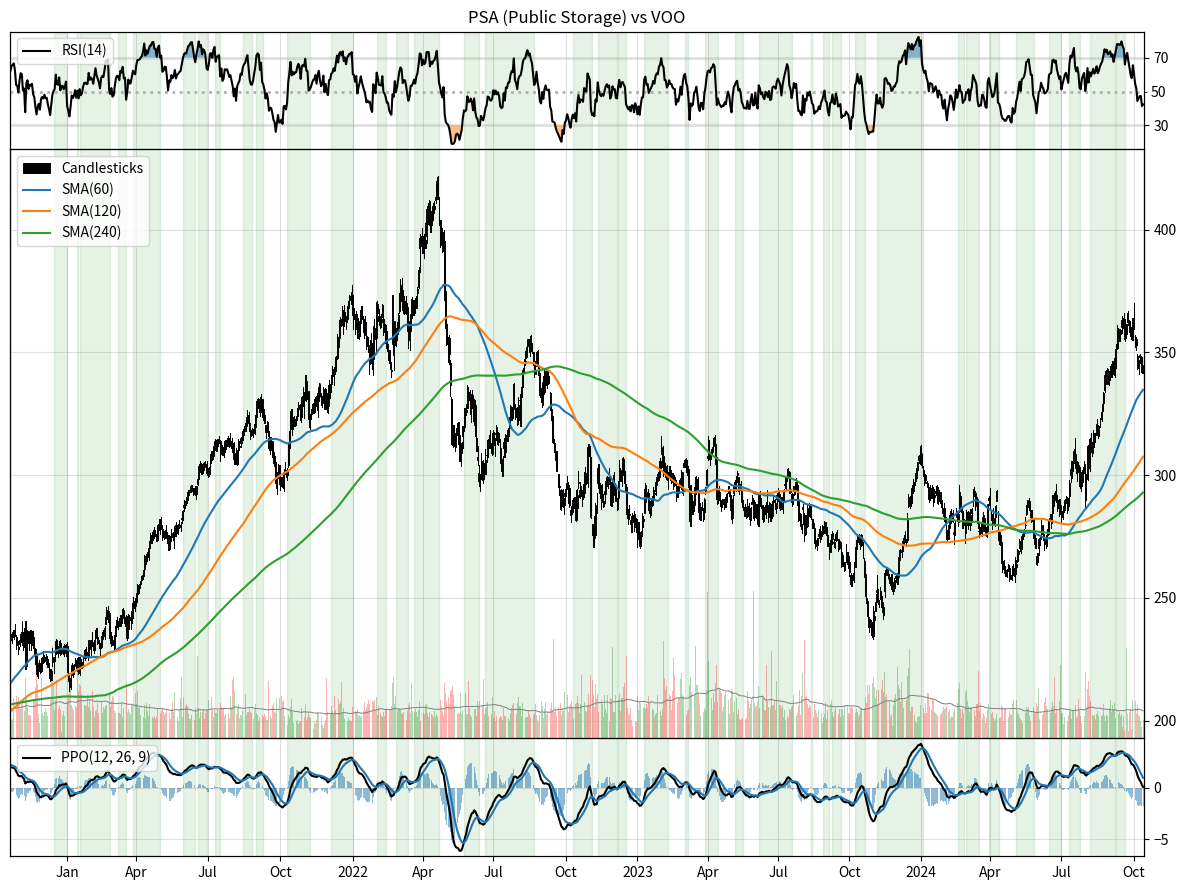 PSA (Public Storage) vs VOO
RSI(14)
70
50
30
Candlesticks
SMA(60)
SMA(120)
SMA(240)
400
350
300
250
200
PPO(12, 26, 9)
0
−5
Jan Apr Jul Oct 2022 Apr Jul Oct 2023 Apr Jul Oct 2024 Apr Jul Oct